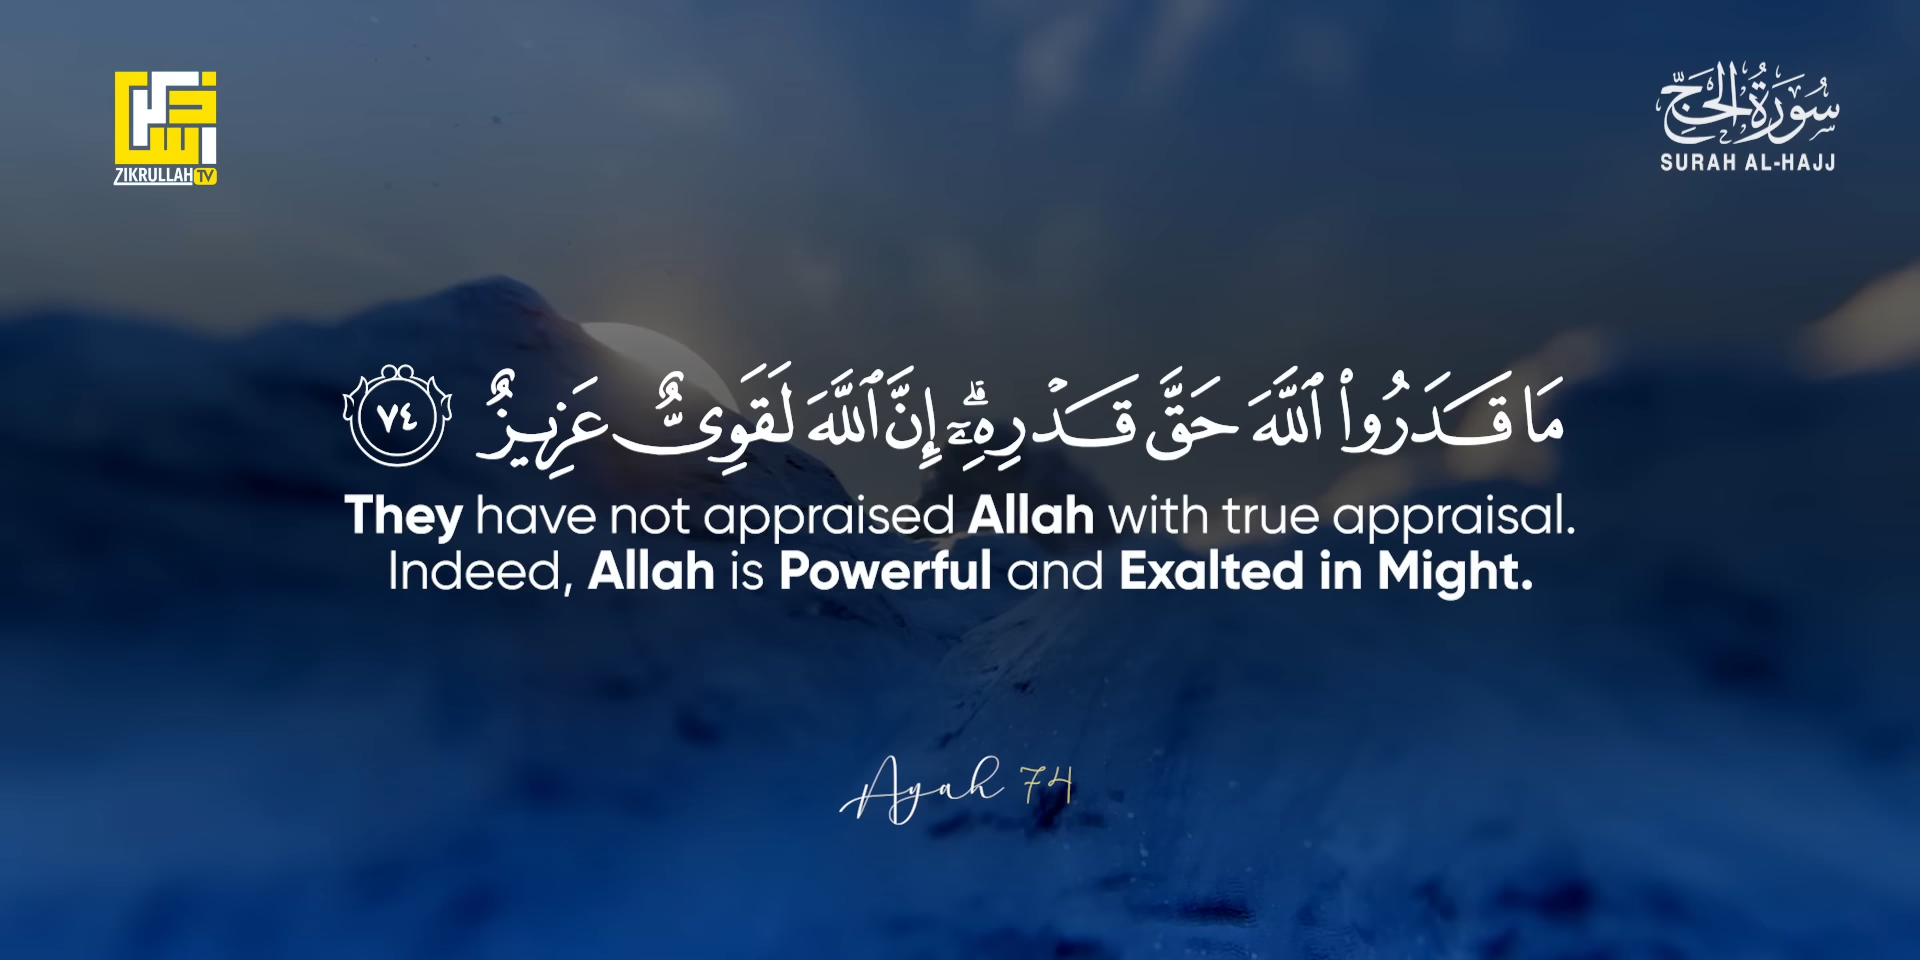 ZIKRULLAH TV
سُورَةُ الحَجِّ
SURAH AL-HAJJ
مَا قَدَرُوا۟ ٱللَّهَ حَقَّ قَدْرِهِۦٓ ۗ إِنَّ ٱللَّهَ لَقَوِىٌّ عَزِيزٌ ٧٤
They have not appraised Allah with true appraisal.
Indeed, Allah is Powerful and Exalted in Might.
Ayah 74